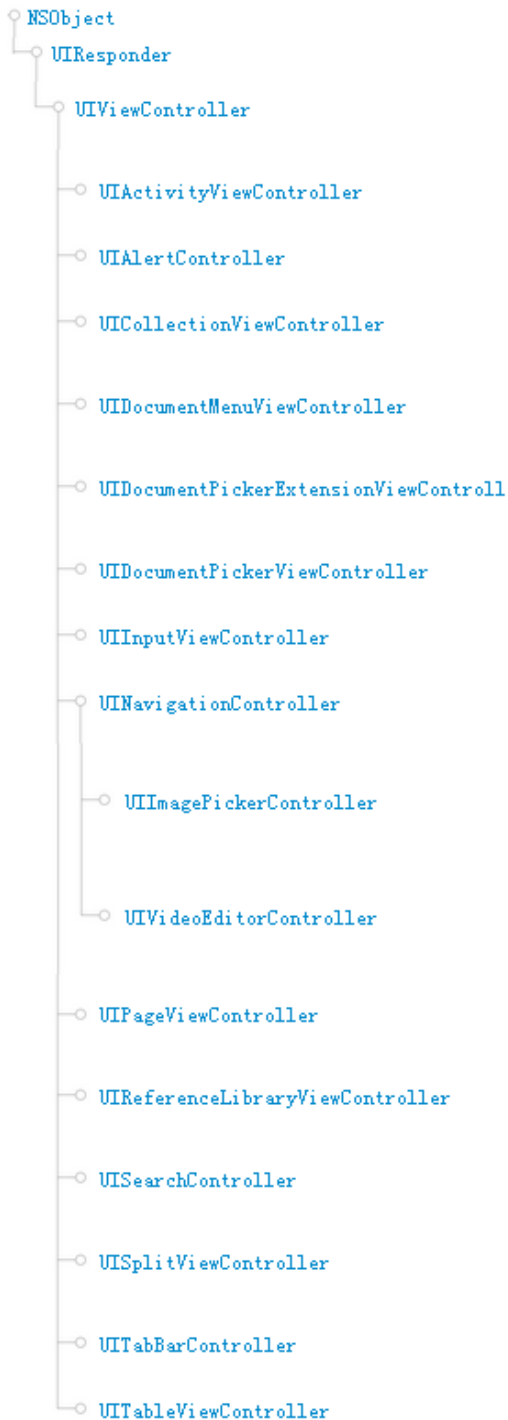 NSObject
UIResponder
UIViewController
UIActivityViewController
UIAlertController
UICollectionViewController
UIDocumentMenuViewController
UIDocumentPickerExtensionViewControll
UIDocumentPickerViewController
UIInputViewController
UINavigationController
UIImagePickerController
UIVideoEditorController
UIPageViewController
UIReferenceLibraryViewController
UISearchController
UISplitViewController
UITabBarController
UITableViewController